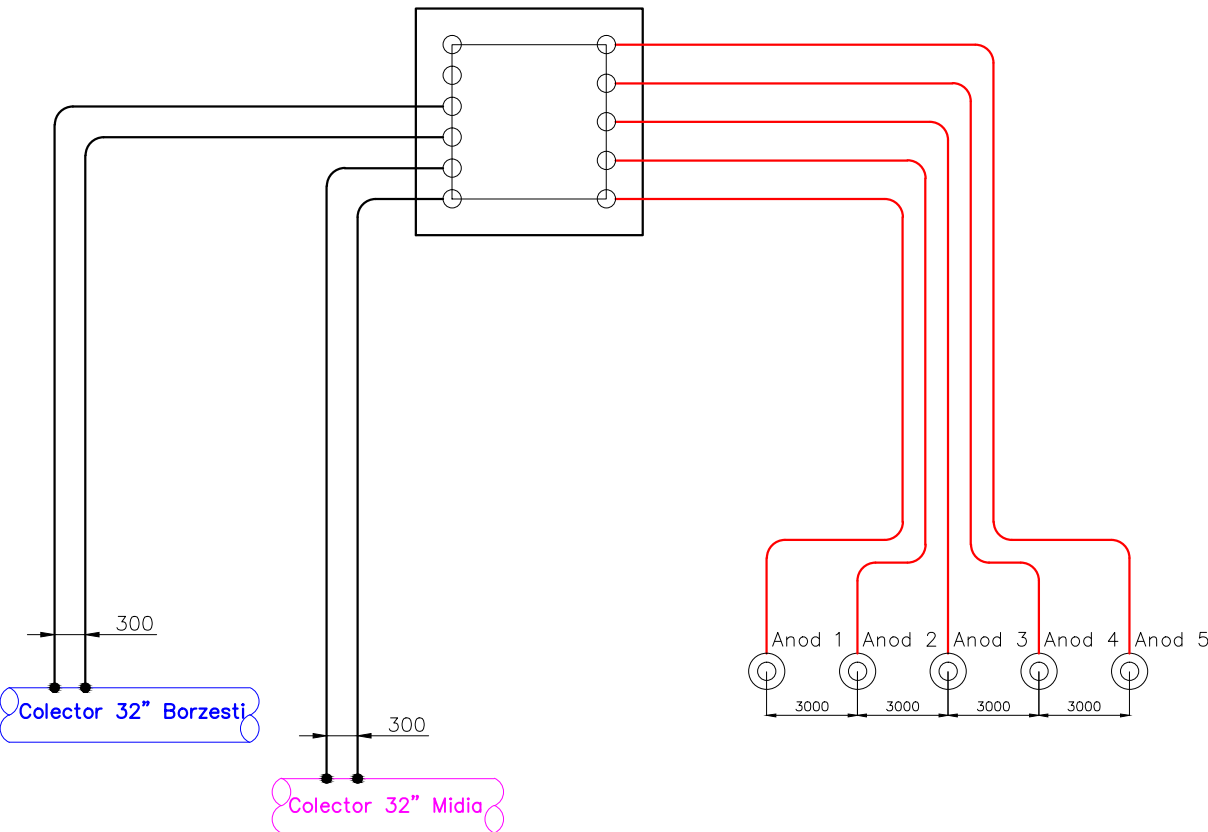 300
Anod 1
Anod 2
Anod 3
Anod 4
Anod 5
3000
3000
3000
3000
Colector 32" Borzesti
300
Colector 32" Midia